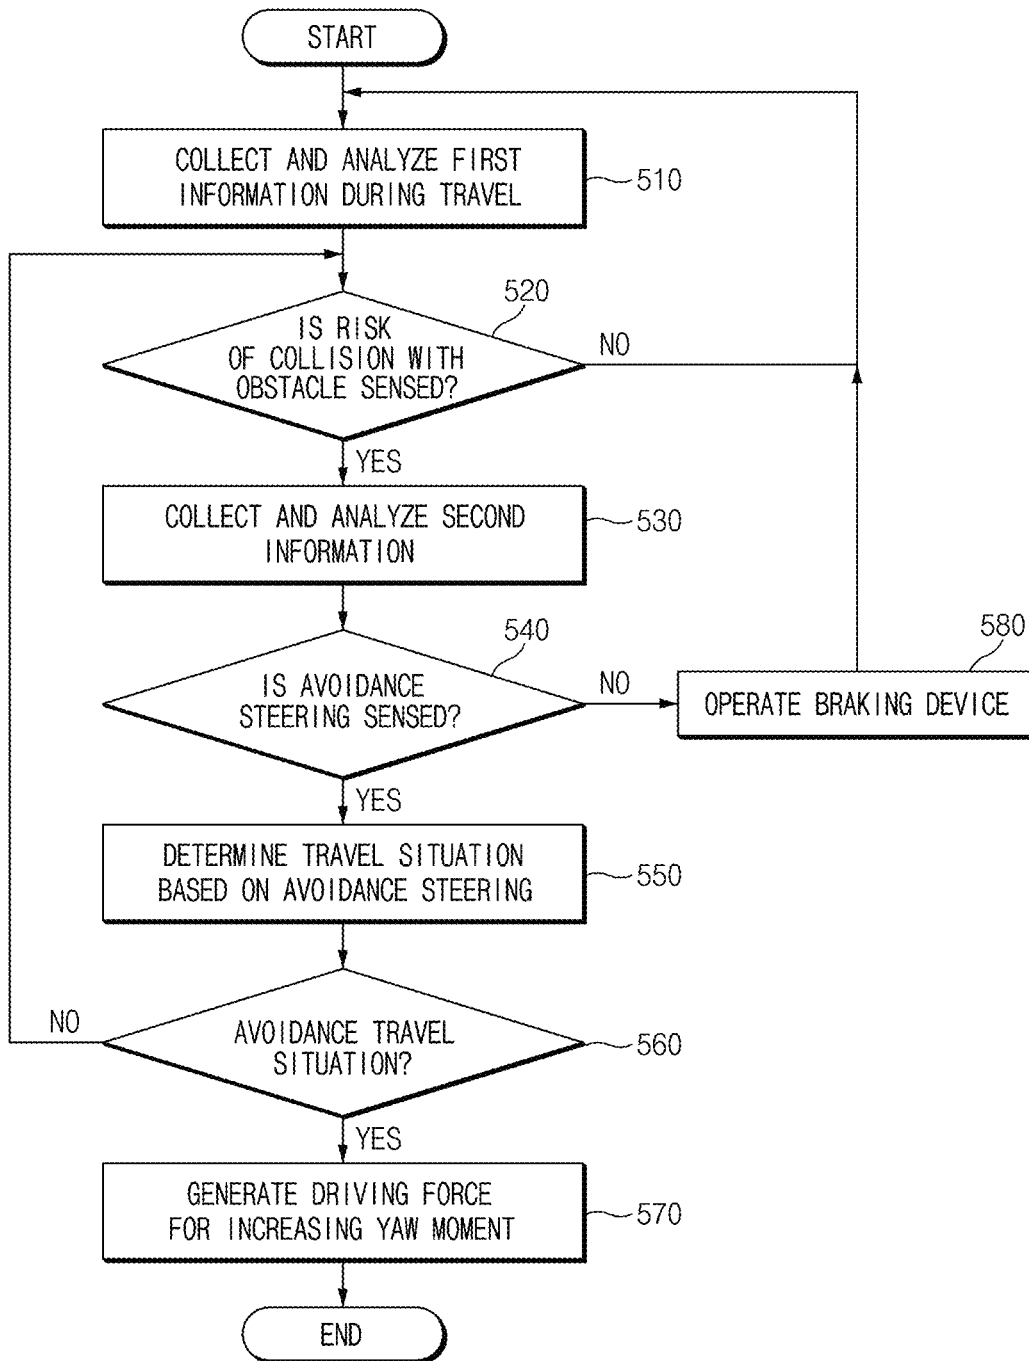 START
COLLECT AND ANALYZE FIRST
INFORMATION DURING TRAVEL
510
520
IS RISK
OF COLLISION WITH
OBSTACLE SENSED?
NO
YES
COLLECT AND ANALYZE SECOND
INFORMATION
530
540
IS AVOIDANCE
STEERING SENSED?
NO
580
OPERATE BRAKING DEVICE
YES
DETERMINE TRAVEL SITUATION
BASED ON AVOIDANCE STEERING
550
NO
AVOIDANCE TRAVEL
SITUATION?
560
YES
GENERATE DRIVING FORCE
FOR INCREASING YAW MOMENT
570
END